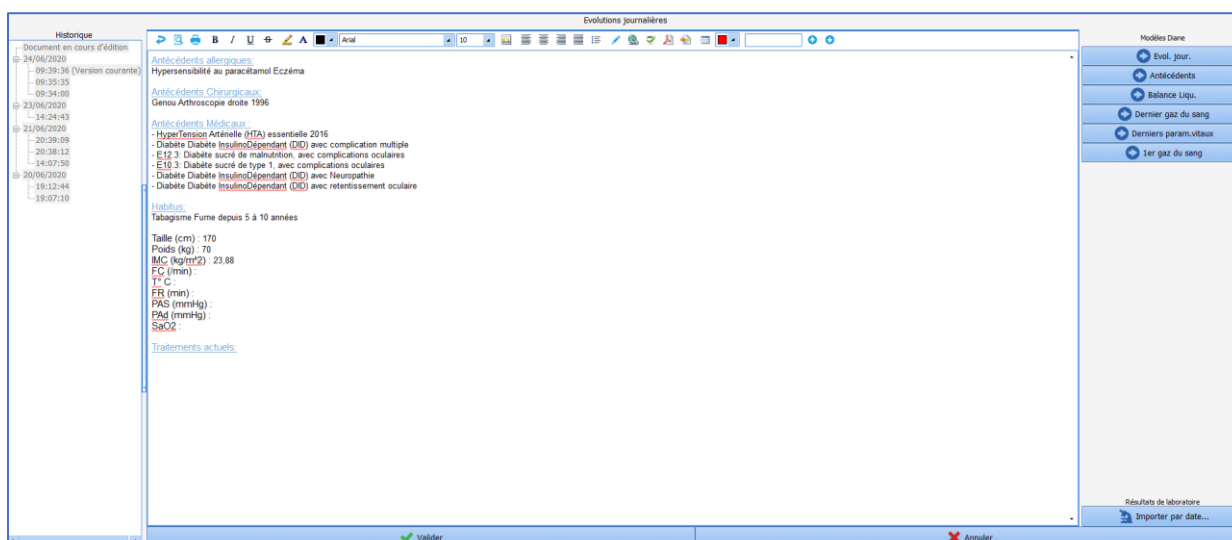 Evolutions journalières
Historique
Document en cours d'édition
24/06/2020
09:39:36 (Version courante)
09:35:35
09:34:00
23/06/2020
14:24:43
21/06/2020
20:39:09
20:38:12
14:07:50
20/06/2020
19:12:44
19:07:10
B I U A Arial 10
Antécédents allergiques:
Hypersensibilité au paracétamol Eczéma
Antécédents Chirurgicaux:
Genou Arthroscopie droite 1996
Antécédents Médicaux :
- HyperTension Artérielle (HTA) essentielle 2016
- Diabète Diabète InsulinoDépendant (DID) avec complication multiple
- E12.3: Diabète sucré de malnutrition, avec complications oculaires
- E10.3: Diabète sucré de type 1, avec complications oculaires
- Diabète Diabète InsulinoDépendant (DID) avec Neuropathie
- Diabète Diabète InsulinoDépendant (DID) avec retentissement oculaire
Habitus:
Tabagisme Fume depuis 5 à 10 années
Taille (cm) : 170
Poids (kg) : 70
IMC (kg/m²2) : 23,88
FC (/min) :
T° C :
FR (min) :
PAS (mmHg) :
PAd (mmHg) :
SaO2 :
Traitements actuels:
Modèles Diane
Evol. jour.
Antécédents
Balance Liqu.
Dernier gaz du sang
Derniers param.vitaux
1er gaz du sang
Résultats de laboratoire
Importer par date...
Valider
Annuler